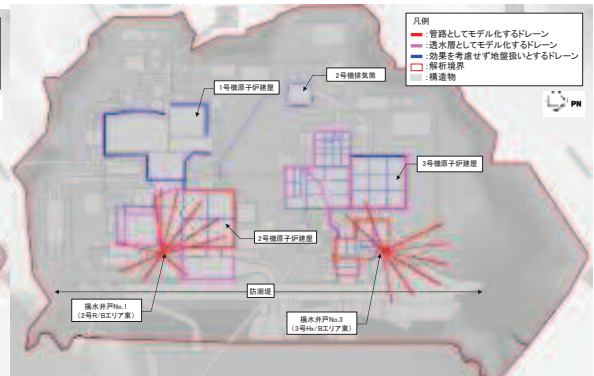 凡例
:管路としてモデル化するドレーン
:透水層としてモデル化するドレーン
:効果を考慮せず地盤扱いとするドレーン
:解析境界
:構造物
PN
2号機排気筒
1号機原子炉建屋
3号機原子炉建屋
2号機原子炉建屋
防潮堤
揚水井戸No.1
(2号R/Bエリア東)
揚水井戸No.3
(3号Hx/Bエリア東)